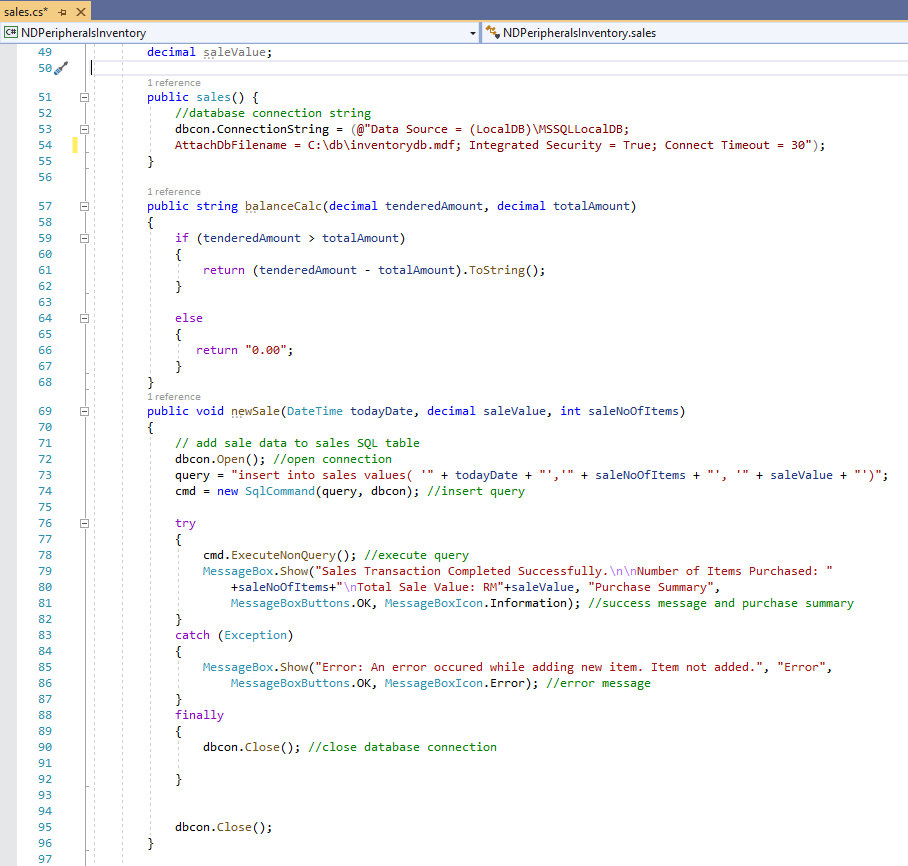 sales.cs*
C# NDPeripheralsInventory NDPeripheralsInventory.sales
49 decimal saleValue;
50
1 reference
51 public sales() {
52 //database connection string
53 dbcon.ConnectionString = (@"Data Source = (LocalDB)\MSSQLLocalDB;
54 AttachDbFilename = C:\db\inventorydb.mdf; Integrated Security = True; Connect Timeout = 30");
55 }
56
1 reference
57 public string balanceCalc(decimal tenderedAmount, decimal totalAmount)
58 {
59 if (tenderedAmount > totalAmount)
60 {
61 return (tenderedAmount - totalAmount).ToString();
62 }
63
64 else
65 {
66 return "0.00";
67 }
68 }
1 reference
69 public void newSale(DateTime todayDate, decimal saleValue, int saleNoOfItems)
70 {
71 // add sale data to sales SQL table
72 dbcon.Open(); //open connection
73 query = "insert into sales values( '" + todayDate + "','" + saleNoOfItems + "', '" + saleValue + "')";
74 cmd = new SqlCommand(query, dbcon); //insert query
75
76 try
77 {
78 cmd.ExecuteNonQuery(); //execute query
79 MessageBox.Show("Sales Transaction Completed Successfully.\n\nNumber of Items Purchased: "
80 +saleNoOfItems+"\nTotal Sale Value: RM"+saleValue, "Purchase Summary",
81 MessageBoxButtons.OK, MessageBoxIcon.Information); //success message and purchase summary
82 }
83 catch (Exception)
84 {
85 MessageBox.Show("Error: An error occured while adding new item. Item not added.", "Error",
86 MessageBoxButtons.OK, MessageBoxIcon.Error); //error message
87 }
88 finally
89 {
90 dbcon.Close(); //close database connection
91
92 }
93
94
95 dbcon.Close();
96 }
97